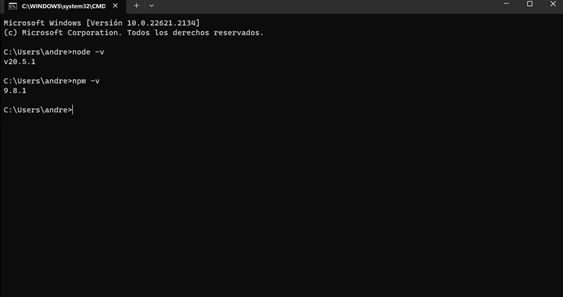 C:\WINDOWS\system32\CMD
Microsoft Windows [Versión 10.0.22621.2134]
(c) Microsoft Corporation. Todos los derechos reservados.
C:\Users\andre>node -v
v20.5.1
C:\Users\andre>npm -v
9.8.1
C:\Users\andre>